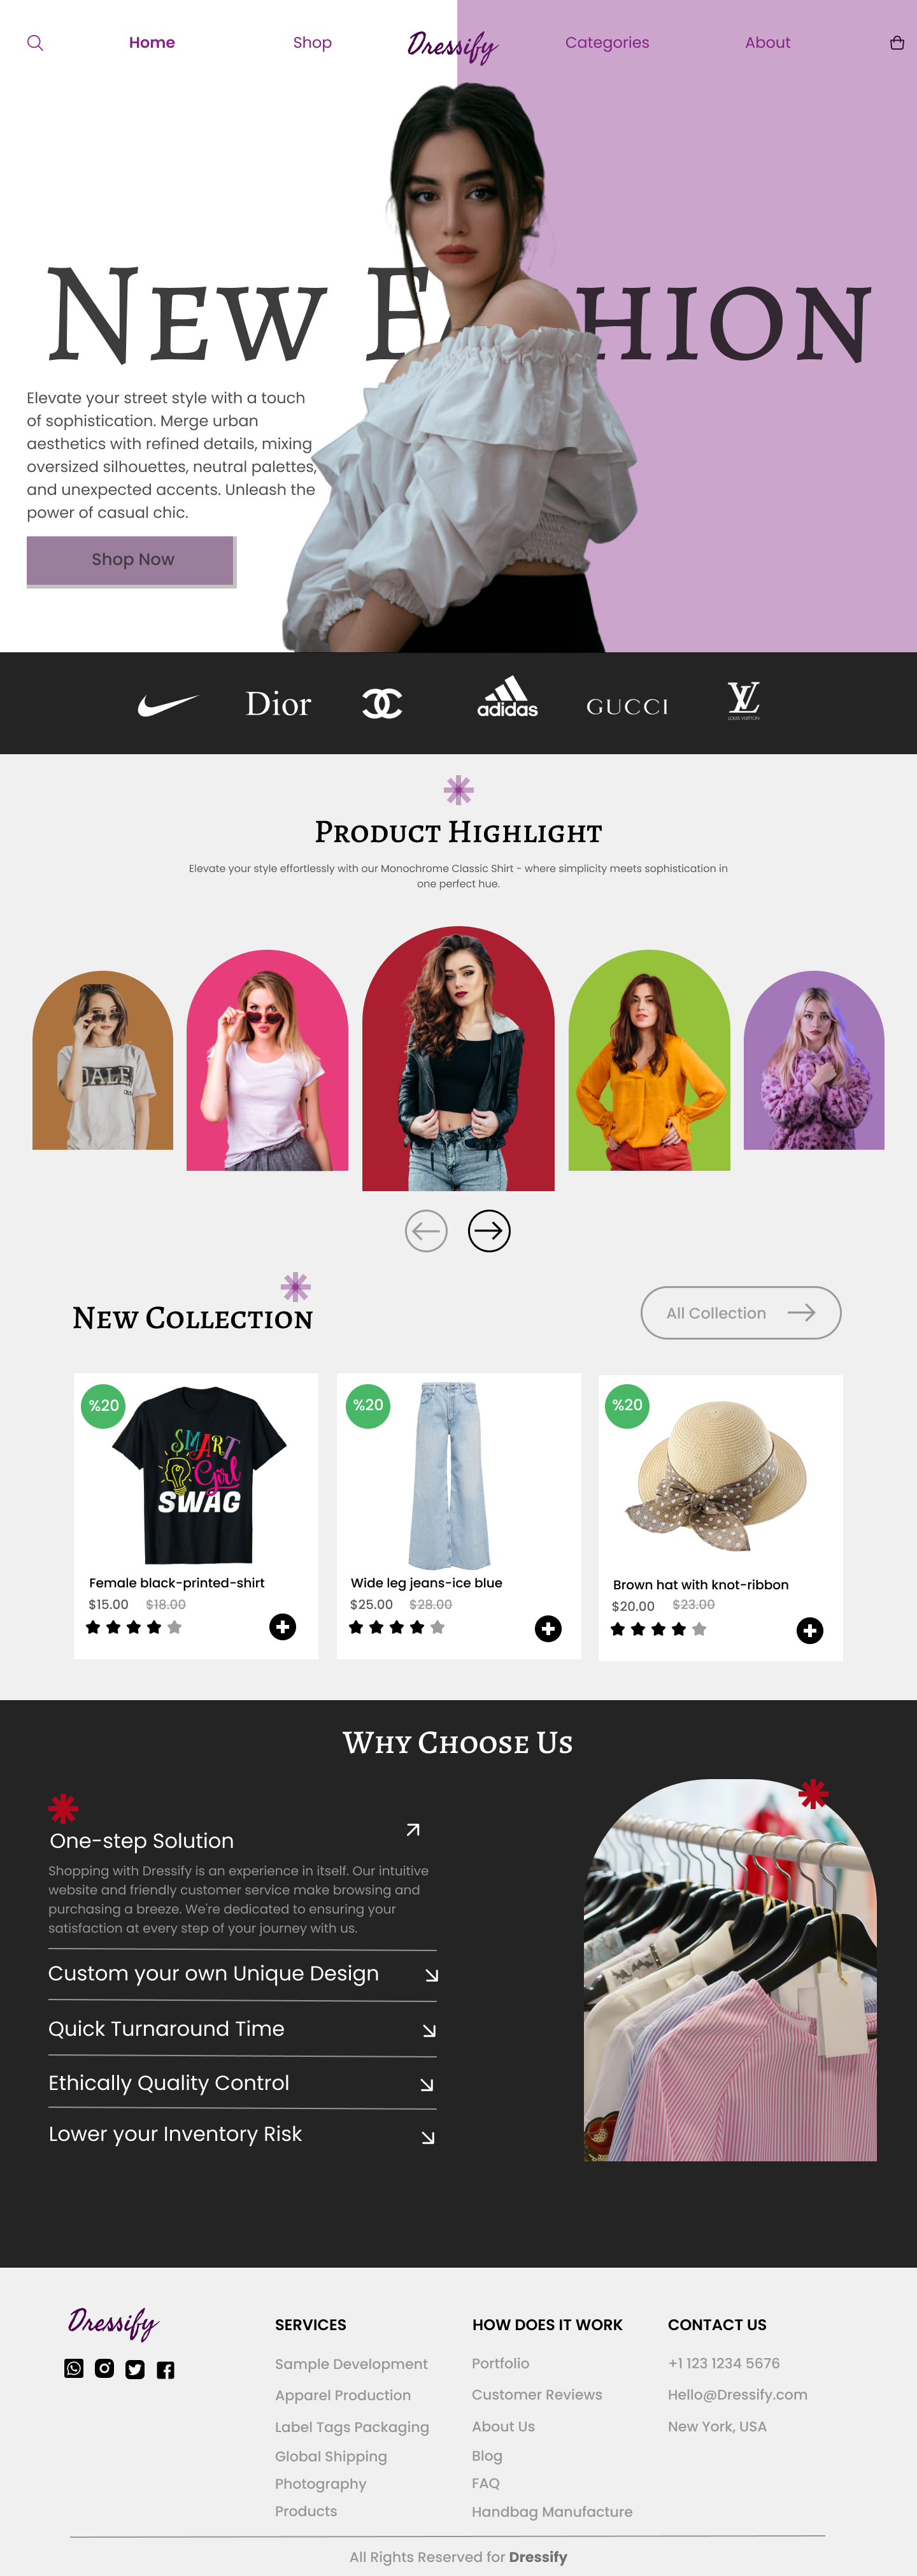 Home
Shop
Dressify
Categories
About
New Fashion
Elevate your street style with a touch
of sophistication. Merge urban
aesthetics with refined details, mixing
oversized silhouettes, neutral palettes,
and unexpected accents. Unleash the
power of casual chic.
Shop Now
Dior
adidas
GUCCI
LV
LOUIS VUITTON
Product Highlight
Elevate your style effortlessly with our Monochrome Classic Shirt - where simplicity meets sophistication in
one perfect hue.
New Collection
All Collection
%20
%20
%20
SMART
Girl
SWAG
Female black-printed-shirt
$15.00 $18.00
Wide leg jeans-ice blue
$25.00 $28.00
Brown hat with knot-ribbon
$20.00 $23.00
Why Choose Us
One-step Solution
Shopping with Dressify is an experience in itself. Our intuitive
website and friendly customer service make browsing and
purchasing a breeze. We're dedicated to ensuring your
satisfaction at every step of your journey with us.
Custom your own Unique Design
Quick Turnaround Time
Ethically Quality Control
Lower your Inventory Risk
Dressify
SERVICES
Sample Development
Apparel Production
Label Tags Packaging
Global Shipping
Photography
Products
HOW DOES IT WORK
Portfolio
Customer Reviews
About Us
Blog
FAQ
Handbag Manufacture
CONTACT US
+1 123 1234 5676
Hello@Dressify.com
New York, USA
All Rights Reserved for Dressify